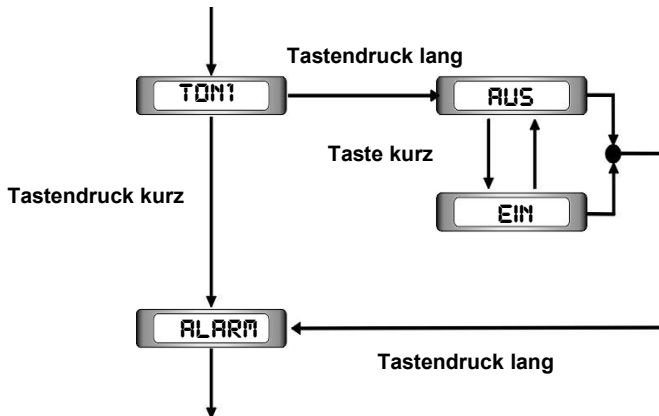 Tastendruck lang
TON1
AUS
Taste kurz
Tastendruck kurz
EIN
ALARM
Tastendruck lang